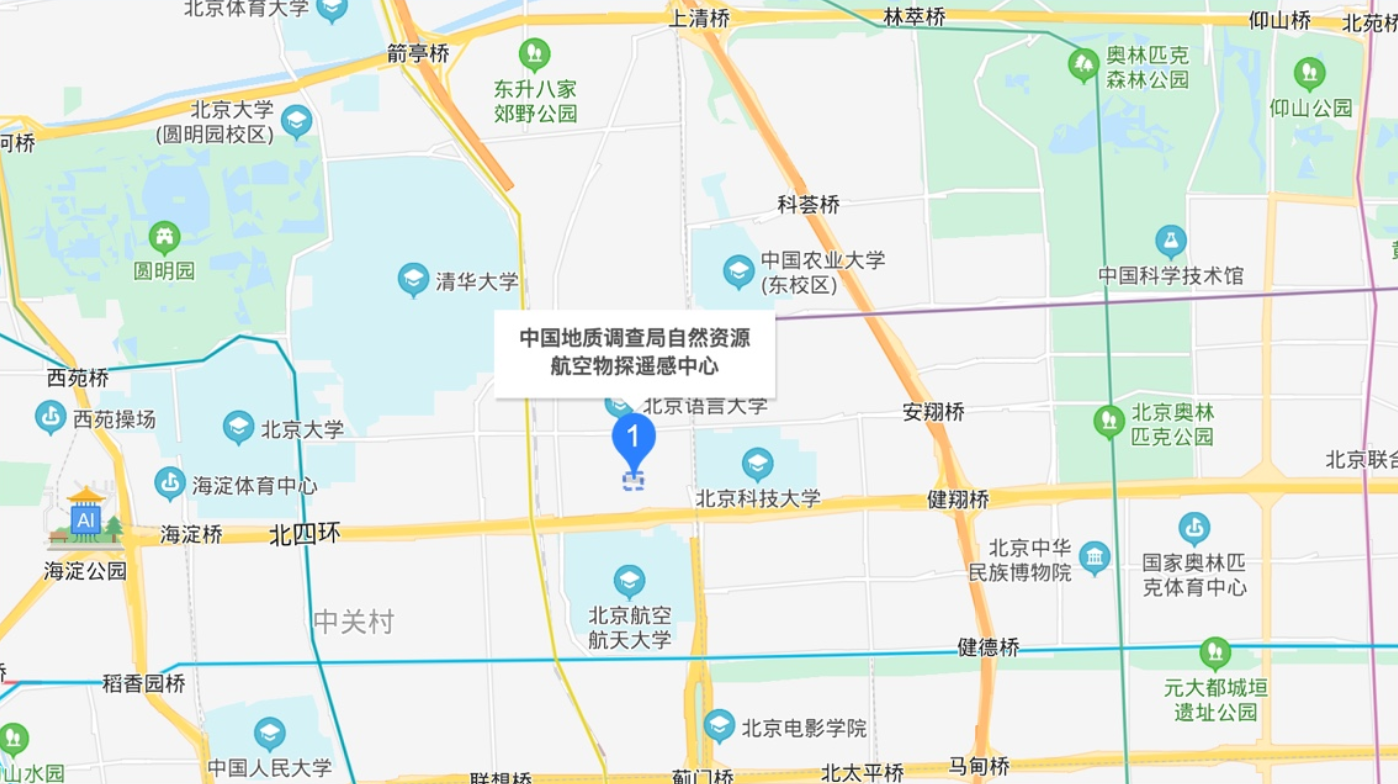 北京体育大学
上清桥
林萃桥
仰山桥
北苑桥
箭亭桥
奥林匹克
森林公园
东升八家
郊野公园
仰山公园
北京大学
(圆明园校区)
河桥
科荟桥
圆明园
清华大学
中国农业大学
(东校区)
中国科学技术馆
中国地质调查局自然资源
航空物探遥感中心
西苑桥
西苑操场
北京语言大学
安翔桥
北京奥林
匹克公园
北京大学
1
北京联合
海淀体育中心
北京科技大学
健翔桥
AI
海淀桥
北四环
海淀公园
北京中华
民族博物院
国家奥林匹
克体育中心
中关村
北京航空
航天大学
健德桥
桥
稻香园桥
元大都城垣
遗址公园
北京电影学院
山水园
中国人民大学
联想桥
蓟门桥
北太平桥
马甸桥